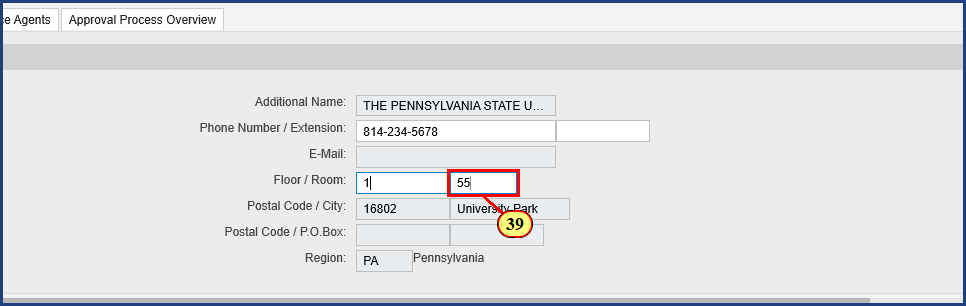 ce Agents Approval Process Overview
Additional Name: THE PENNSYLVANIA STATE U...
Phone Number / Extension: 814-234-5678
E-Mail:
Floor / Room: 1 55
Postal Code / City: 16802 University Park
39
Postal Code / P.O.Box:
Region: PA Pennsylvania